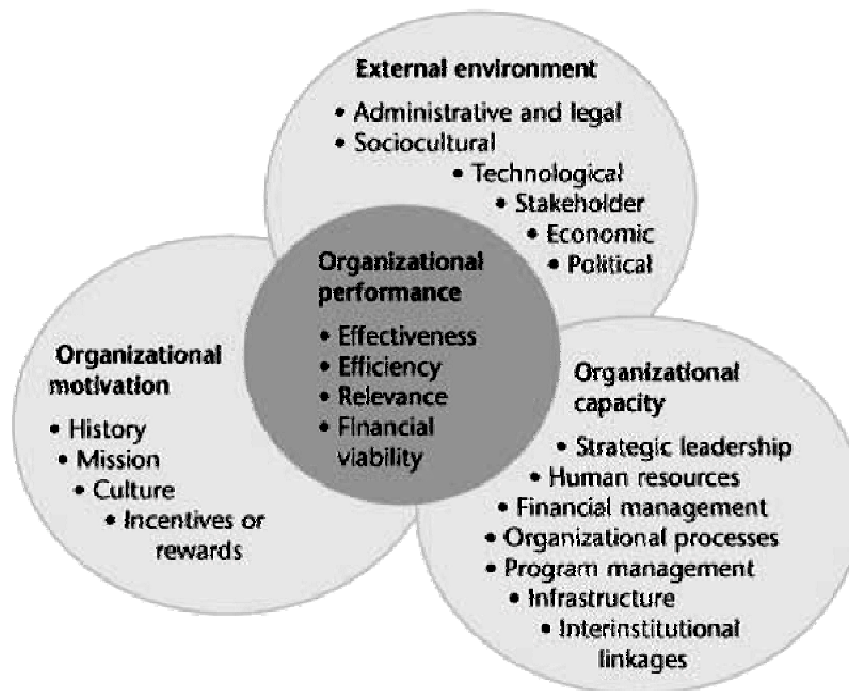 External environment
• Administrative and legal
• Sociocultural
• Technological
• Stakeholder
• Economic
• Political
Organizational
performance
• Effectiveness
• Efficiency
• Relevance
• Financial
viability
Organizational
motivation
• History
• Mission
• Culture
• Incentives or
rewards
Organizational
capacity
• Strategic leadership
• Human resources
• Financial management
• Organizational processes
• Program management
• Infrastructure
• Interinstitutional
linkages